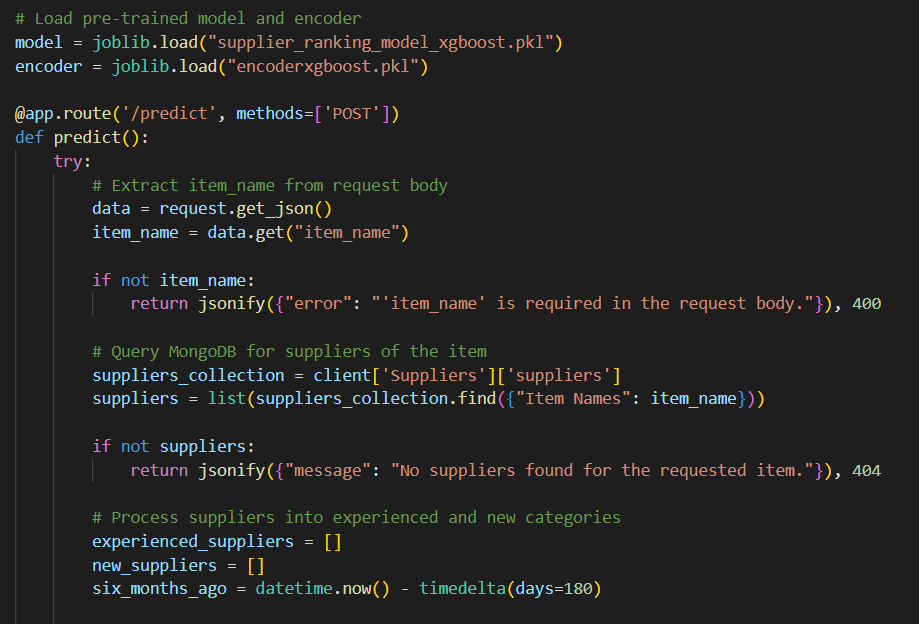 # Load pre-trained model and encoder
model = joblib.load("supplier_ranking_model_xgboost.pkl")
encoder = joblib.load("encoderxgboost.pkl")
@app.route('/predict', methods=['POST'])
def predict():
try:
# Extract item_name from request body
data = request.get_json()
item_name = data.get("item_name")
if not item_name:
return jsonify({"error": "'item_name' is required in the request body."}), 400
# Query MongoDB for suppliers of the item
suppliers_collection = client['Suppliers']['suppliers']
suppliers = list(suppliers_collection.find({"Item Names": item_name}))
if not suppliers:
return jsonify({"message": "No suppliers found for the requested item."}), 404
# Process suppliers into experienced and new categories
experienced_suppliers = []
new_suppliers = []
six_months_ago = datetime.now() - timedelta(days=180)